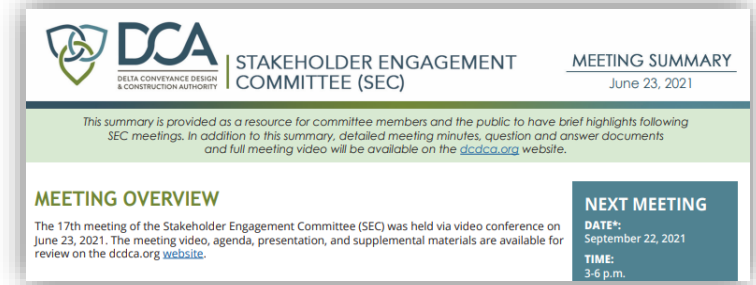 DCA
DELTA CONVEYANCE DESIGN
& CONSTRUCTION AUTHORITY
STAKEHOLDER ENGAGEMENT
COMMITTEE (SEC)
MEETING SUMMARY
June 23, 2021
This summary is provided as a resource for committee members and the public to have brief highlights following
SEC meetings. In addition to this summary, detailed meeting minutes, question and answer documents
and full meeting video will be available on the dcdca.org website.
MEETING OVERVIEW
The 17th meeting of the Stakeholder Engagement Committee (SEC) was held via video conference on
June 23, 2021. The meeting video, agenda, presentation, and supplemental materials are available for
review on the dcdca.org website.
NEXT MEETING
DATE*:
September 22, 2021
TIME:
3-6 p.m.